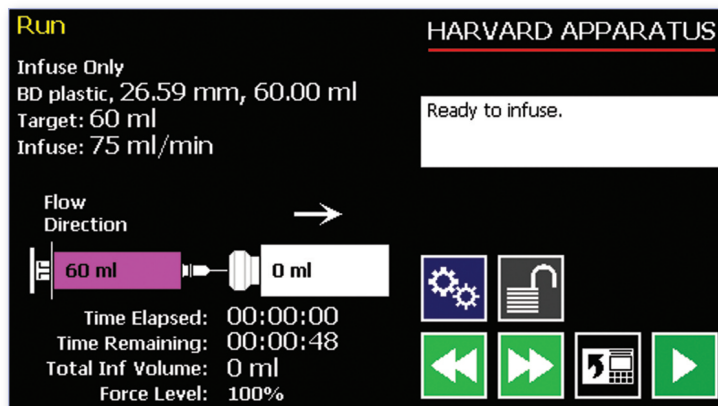 Run
HARVARD APPARATUS
Infuse Only
BD plastic, 26.59 mm, 60.00 ml
Target: 60 ml
Infuse: 75 ml/min
Ready to infuse.
Flow
Direction
60 ml
0 ml
Time Elapsed: 00:00:00
Time Remaining: 00:00:48
Total Inf Volume: 0 ml
Force Level: 100%